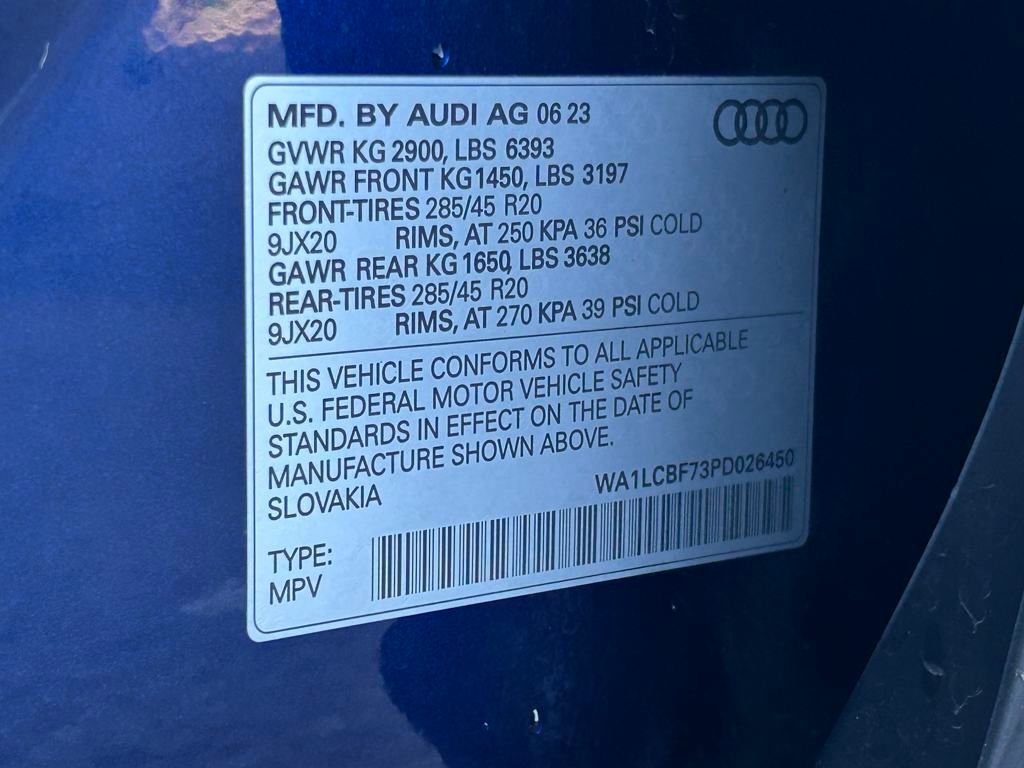 MFD. BY AUDI AG 06 23
GVWR KG 2900, LBS 6393
GAWR FRONT KG1450, LBS 3197
FRONT-TIRES 285/45 R20
9JX20 RIMS, AT 250 KPA 36 PSI COLD
GAWR REAR KG 1650, LBS 3638
REAR-TIRES 285/45 R20
9JX20 RIMS, AT 270 KPA 39 PSI COLD
THIS VEHICLE CONFORMS TO ALL APPLICABLE
U.S. FEDERAL MOTOR VEHICLE SAFETY
STANDARDS IN EFFECT ON THE DATE OF
MANUFACTURE SHOWN ABOVE.
SLOVAKIA
WA1LCBF73PD026450
TYPE:
MPV